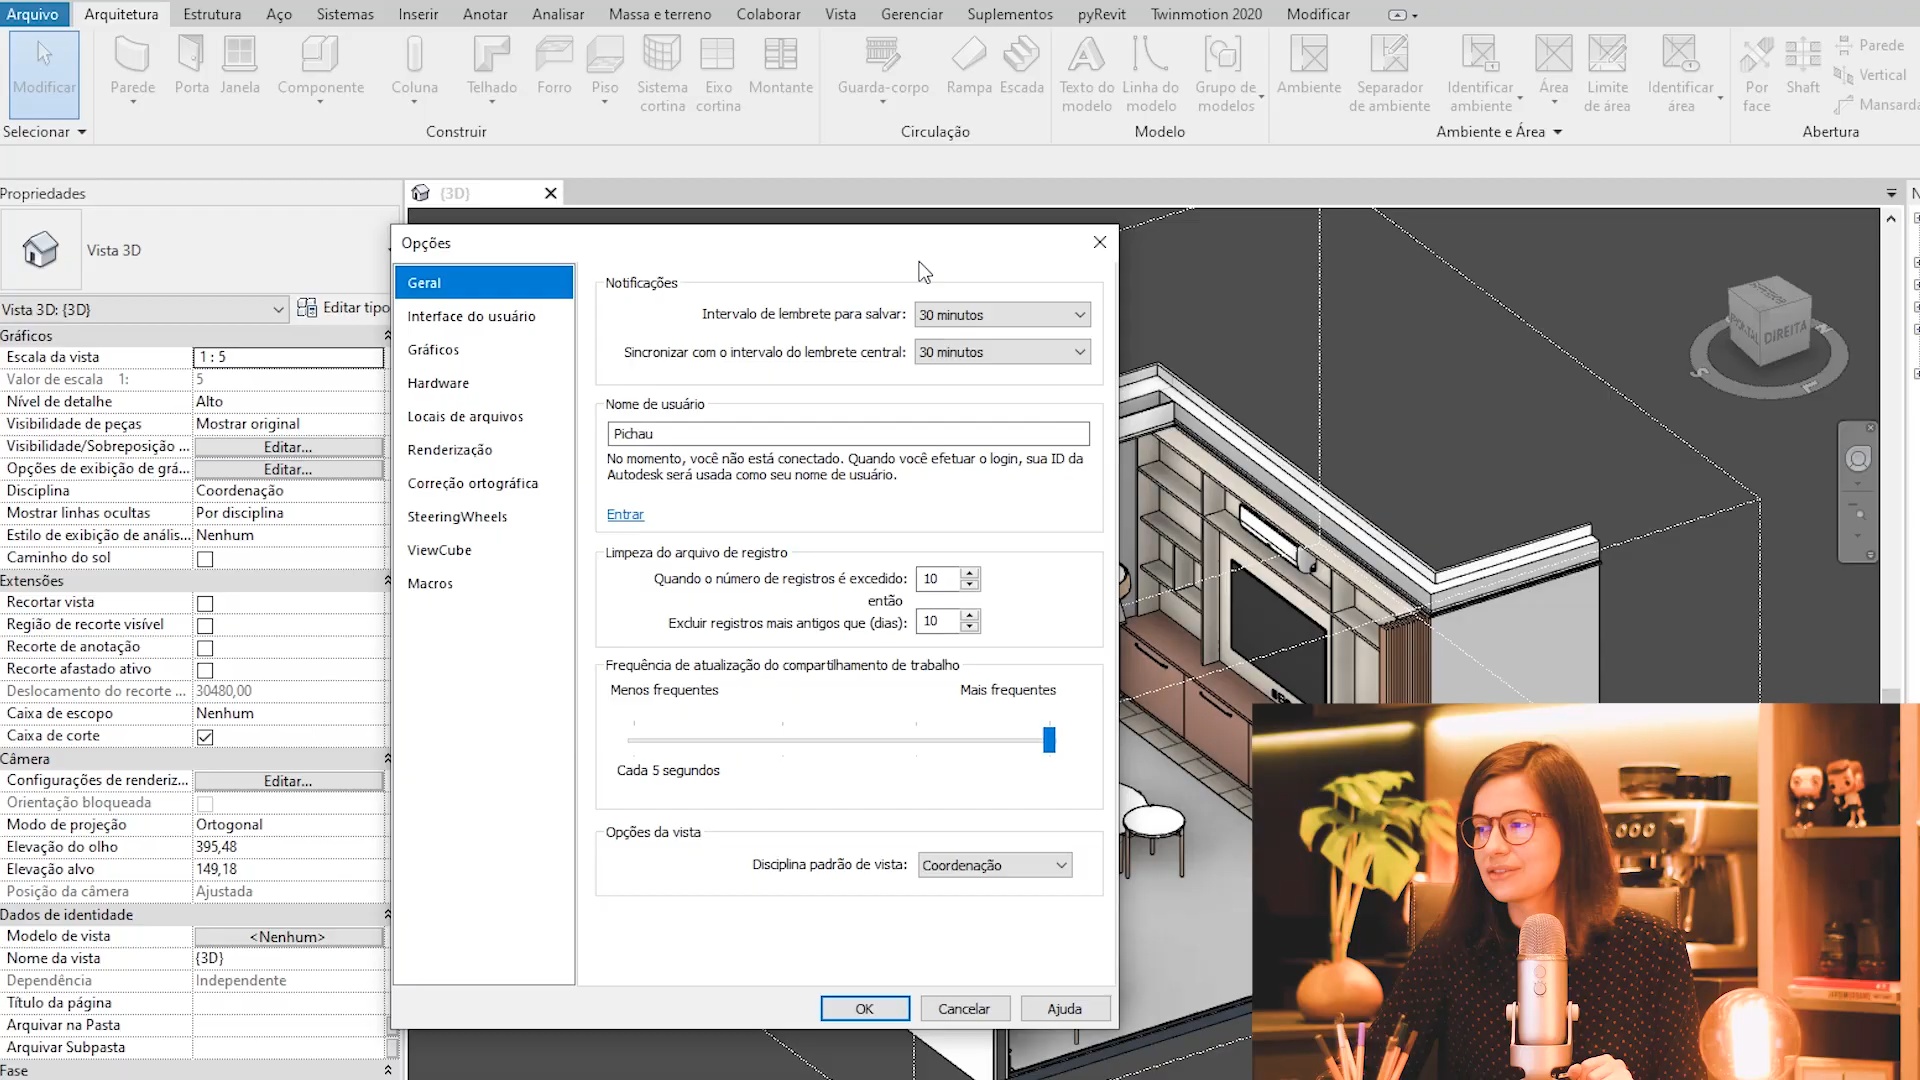 Arquivo Arquitetura Estrutura Aço Sistemas Inserir Anotar Analisar Massa e terreno Colaborar Vista Gerenciar Suplementos pyRevit Twinmotion 2020 Modificar
Modificar Parede Porta Janela Componente Coluna Telhado Forro Piso Sistema cortina Eixo cortina Montante Guarda-corpo Rampa Escada Texto do modelo Linha do modelo Grupo de modelos Ambiente Separador de ambiente Identificar ambiente Área Limite de área Identificar área Por face Shaft Parede Vertical Mansarda
Selecionar Construir Circulação Modelo Ambiente e Área Abertura
Propriedades
{3D}
Vista 3D
Vista 3D: {3D} Editar tipo
Gráficos
Escala da vista 1 : 5
Valor de escala 1: 5
Nível de detalhe Alto
Visibilidade de peças Mostrar original
Visibilidade/Sobreposição ... Editar...
Opções de exibição de grá... Editar...
Disciplina Coordenação
Mostrar linhas ocultas Por disciplina
Estilo de exibição de anális... Nenhum
Caminho do sol
Extensões
Recortar vista
Região de recorte visível
Recorte de anotação
Recorte afastado ativo
Deslocamento do recorte ... 30480,00
Caixa de escopo Nenhum
Caixa de corte
Câmera
Configurações de renderiz... Editar...
Orientação bloqueada
Modo de projeção Ortogonal
Elevação do olho 395,48
Elevação alvo 149,18
Posição da câmera Ajustada
Dados de identidade
Modelo de vista <Nenhum>
Nome da vista {3D}
Dependência Independente
Título da página
Arquivar na Pasta
Arquivar Subpasta
Fase
Opções
Geral
Interface do usuário
Gráficos
Hardware
Locais de arquivos
Renderização
Correção ortográfica
SteeringWheels
ViewCube
Macros
Notificações
Intervalo de lembrete para salvar: 30 minutos
Sincronizar com o intervalo do lembrete central: 30 minutos
Nome de usuário
Pichau
No momento, você não está conectado. Quando você efetuar o login, sua ID da
Autodesk será usada como seu nome de usuário.
Entrar
Limpeza do arquivo de registro
Quando o número de registros é excedido: 10
então
Excluir registros mais antigos que (dias): 10
Frequência de atualização do compartilhamento de trabalho
Menos frequentes Mais frequentes
Cada 5 segundos
Opções da vista
Disciplina padrão de vista: Coordenação
OK Cancelar Ajuda
DIREITA
S
L